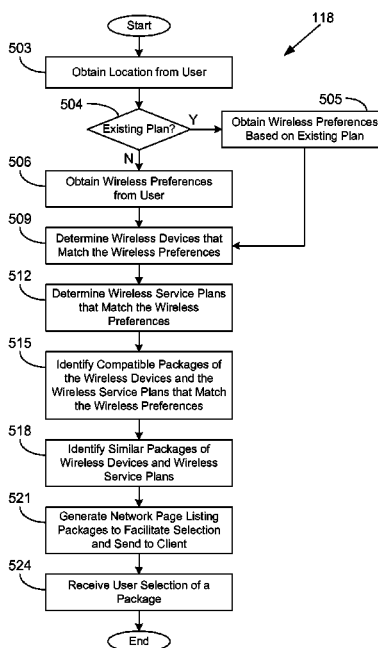 Start
118
503
Obtain Location from User
504
Existing Plan?
Y
505
Obtain Wireless Preferences
Based on Existing Plan
N
506
Obtain Wireless Preferences
from User
509
Determine Wireless Devices that
Match the Wireless Preferences
512
Determine Wireless Service Plans
that Match the Wireless
Preferences
515
Identify Compatible Packages of
the Wireless Devices and the
Wireless Service Plans that Match
the Wireless Preferences
518
Identify Similar Packages of
Wireless Devices and Wireless
Service Plans
521
Generate Network Page Listing
Packages to Facilitate Selection
and Send to Client
524
Receive User Selection of a
Package
End